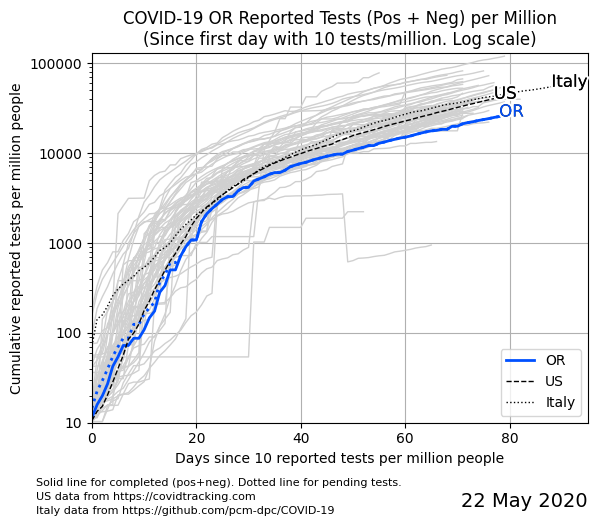 COVID-19 OR Reported Tests (Pos + Neg) per Million
(Since first day with 10 tests/million. Log scale)
Cumulative reported tests per million people
100000
10000
1000
100
10
Italy
US
OR
OR
US
Italy
0
20
40
60
80
Days since 10 reported tests per million people
Solid line for completed (pos+neg). Dotted line for pending tests.
US data from https://covidtracking.com
Italy data from https://github.com/pcm-dpc/COVID-19
22 May 2020